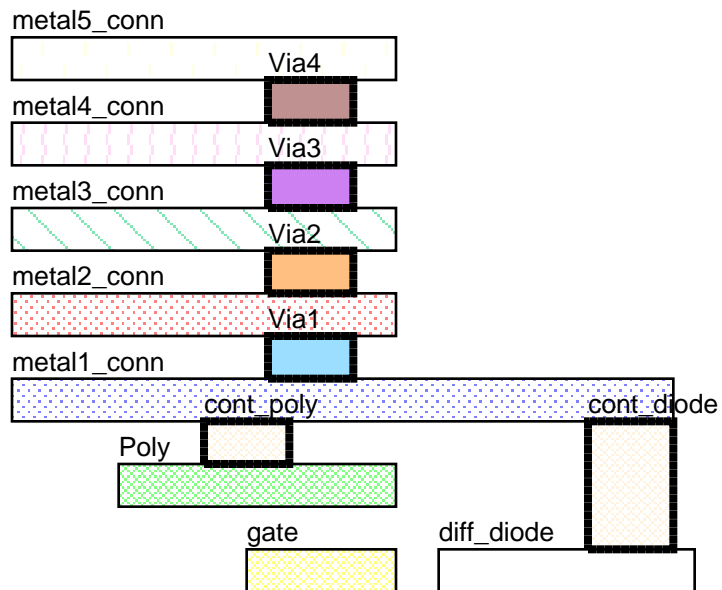 metal5_conn
Via4
metal4_conn
Via3
metal3_conn
Via2
metal2_conn
Via1
metal1_conn
cont_poly
cont_diode
Poly
gate
diff_diode